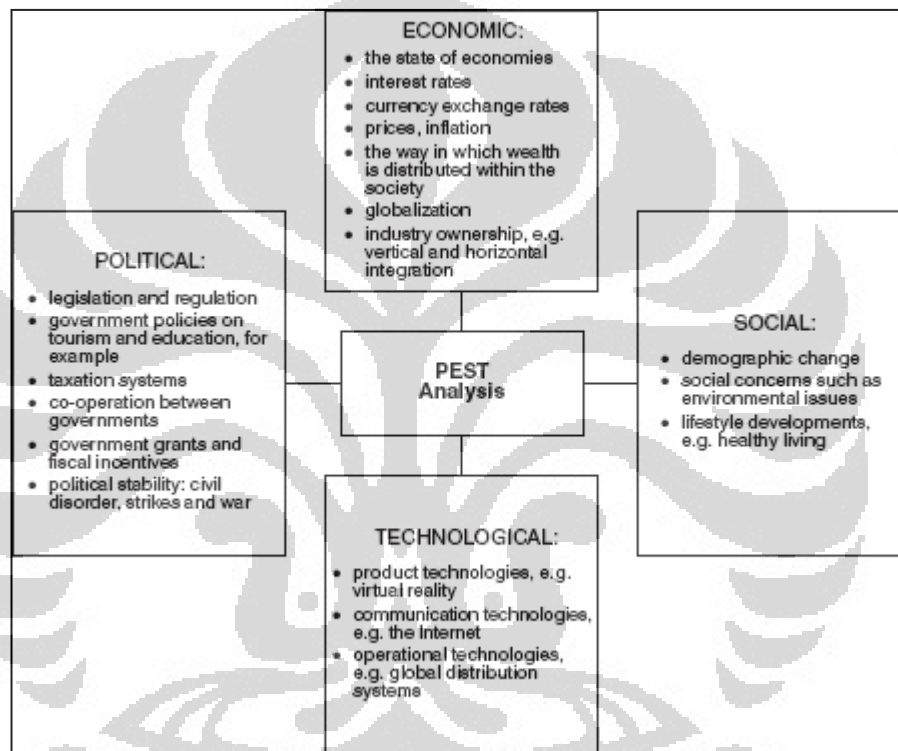 ECONOMIC:
• the state of economies
• interest rates
• currency exchange rates
• prices, inflation
• the way in which wealth
is distributed within the
society
• globalization
• industry ownership, e.g.
vertical and horizontal
integration
POLITICAL:
• legislation and regulation
• government policies on
tourism and education, for
example
• taxation systems
• co-operation between
governments
• government grants and
fiscal incentives
• political stability: civil
disorder, strikes and war
PEST
Analysis
SOCIAL:
• demographic change
• social concerns such as
environmental issues
• lifestyle developments,
e.g. healthy living
TECHNOLOGICAL:
• product technologies, e.g.
virtual reality
• communication technologies,
e.g. the Internet
• operational technologies,
e.g. global distribution
systems